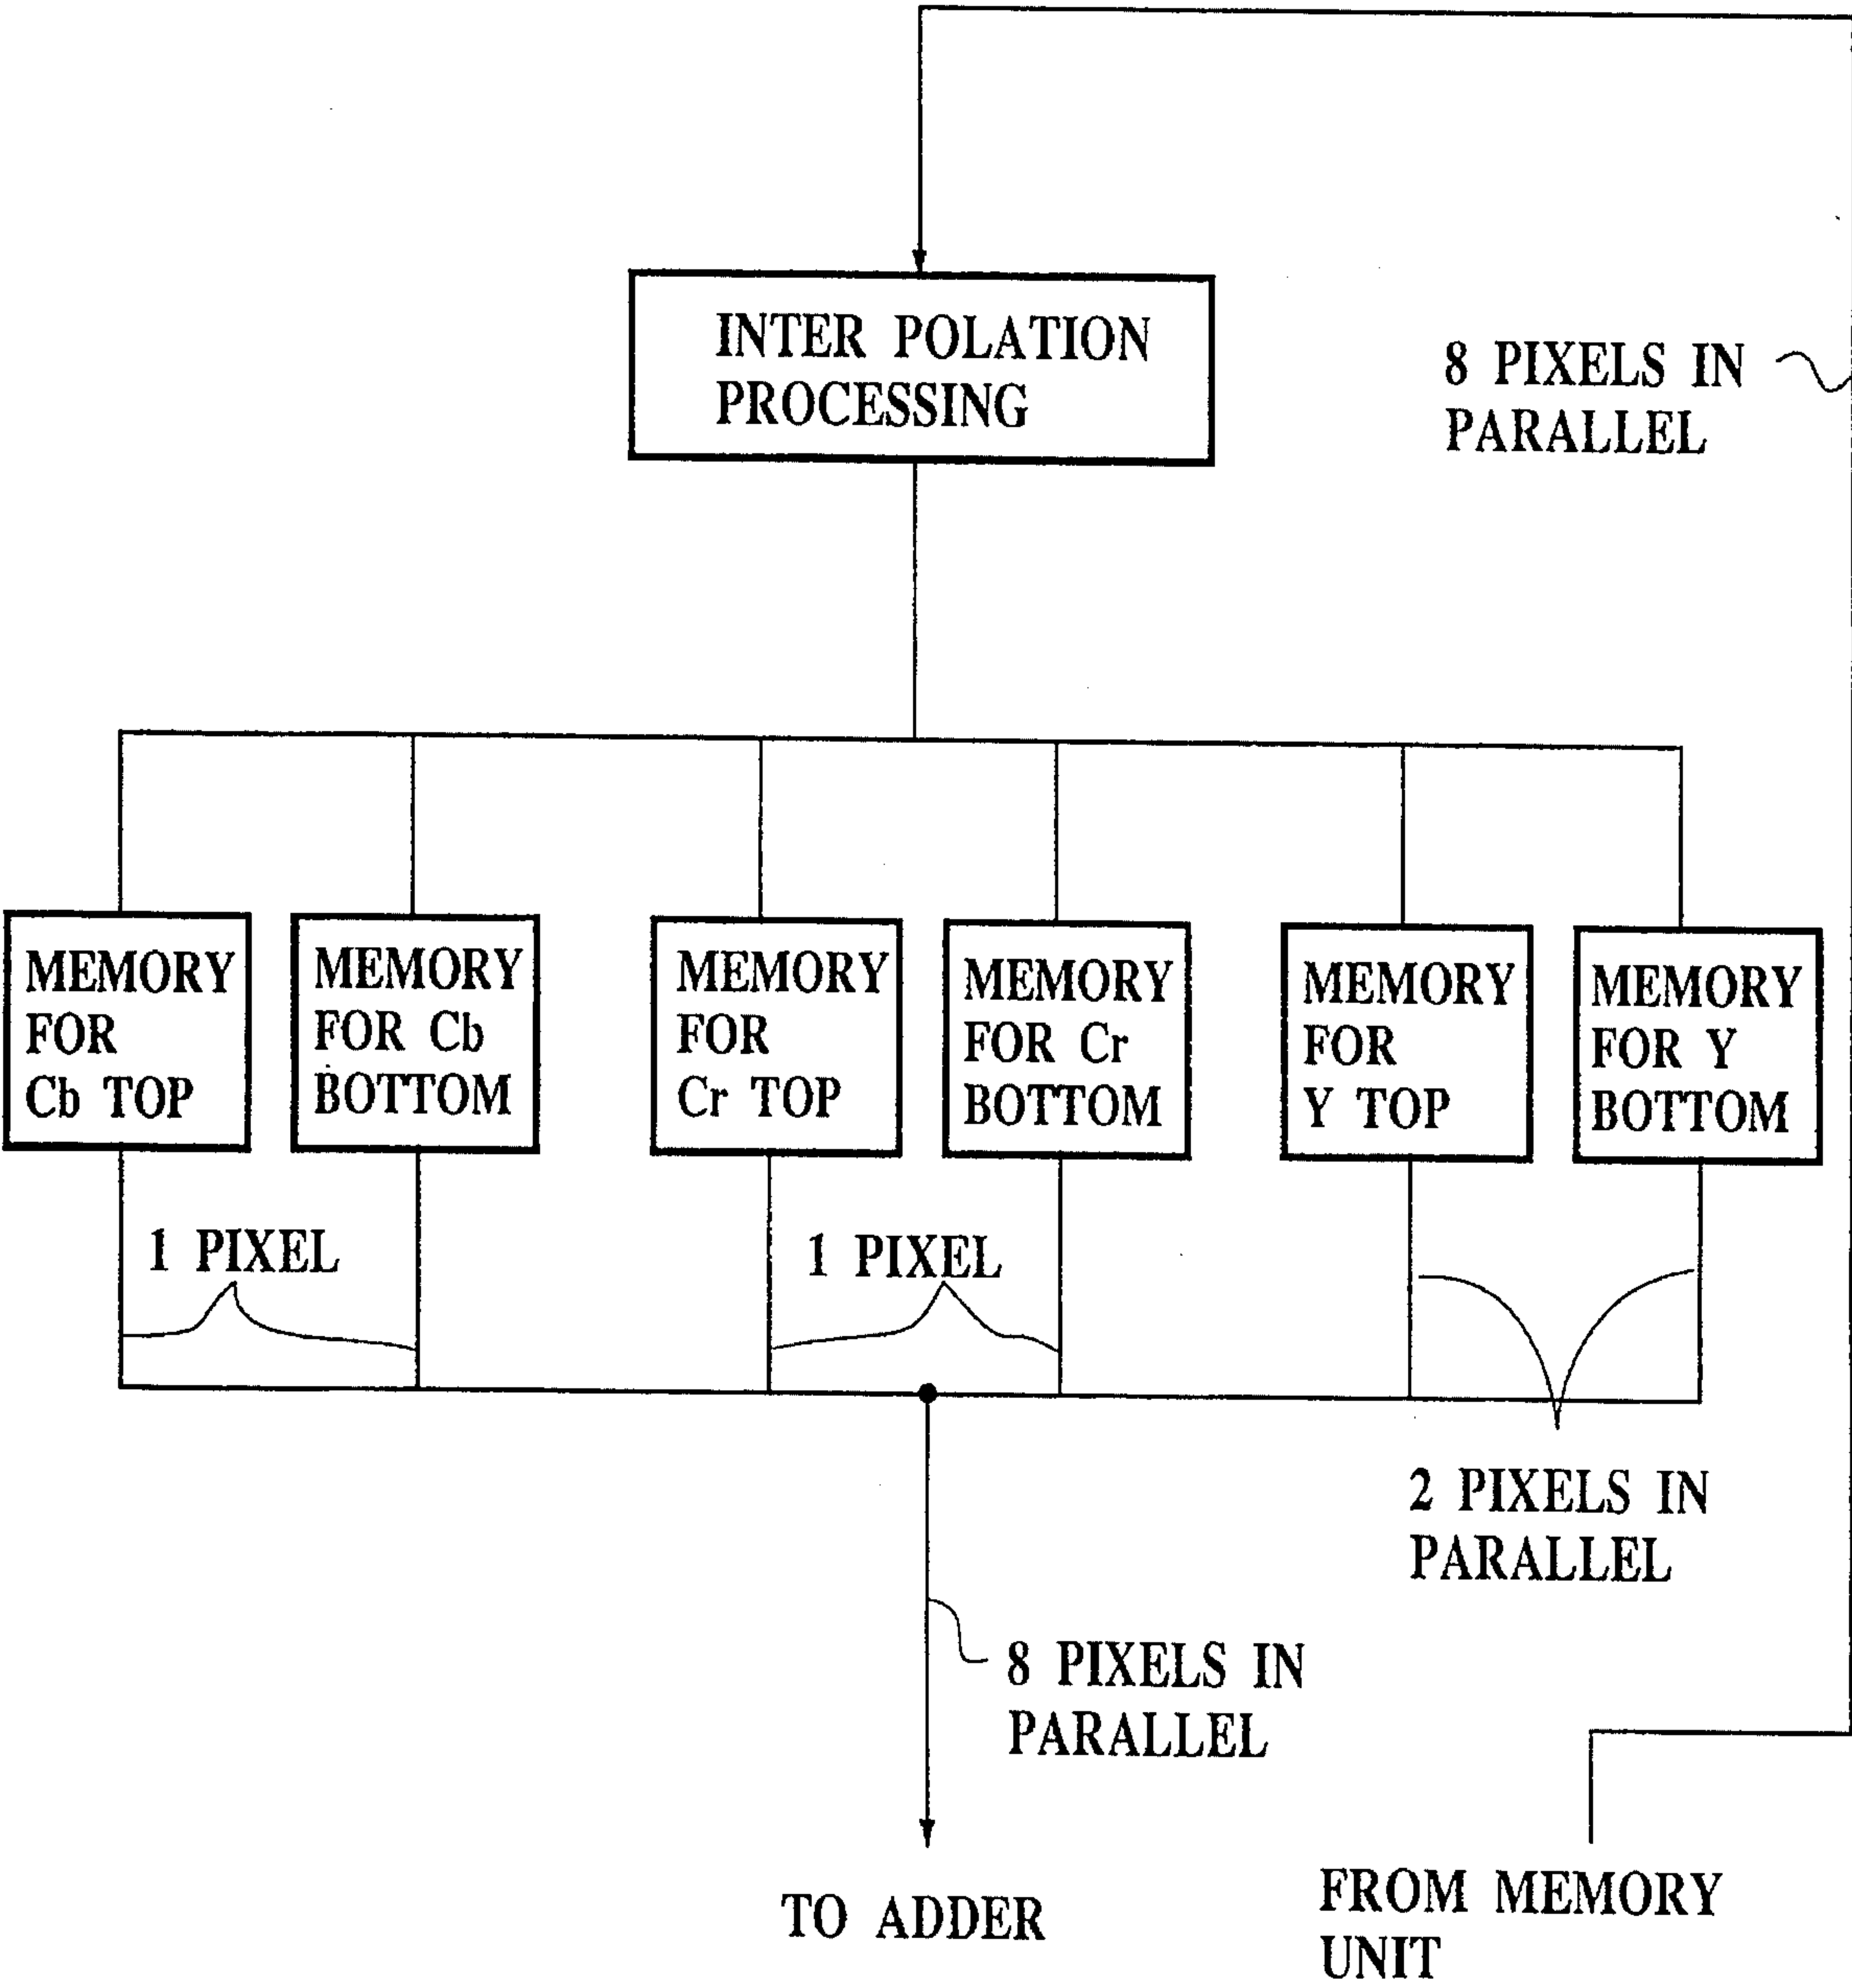 INTER POLATION
PROCESSING
8 PIXELS IN
PARALLEL
MEMORY
FOR
Cb TOP
MEMORY
FOR Cb
BOTTOM
MEMORY
FOR
Cr TOP
MEMORY
FOR Cr
BOTTOM
MEMORY
FOR
Y TOP
MEMORY
FOR Y
BOTTOM
1 PIXEL
1 PIXEL
2 PIXELS IN
PARALLEL
8 PIXELS IN
PARALLEL
TO ADDER
FROM MEMORY
UNIT